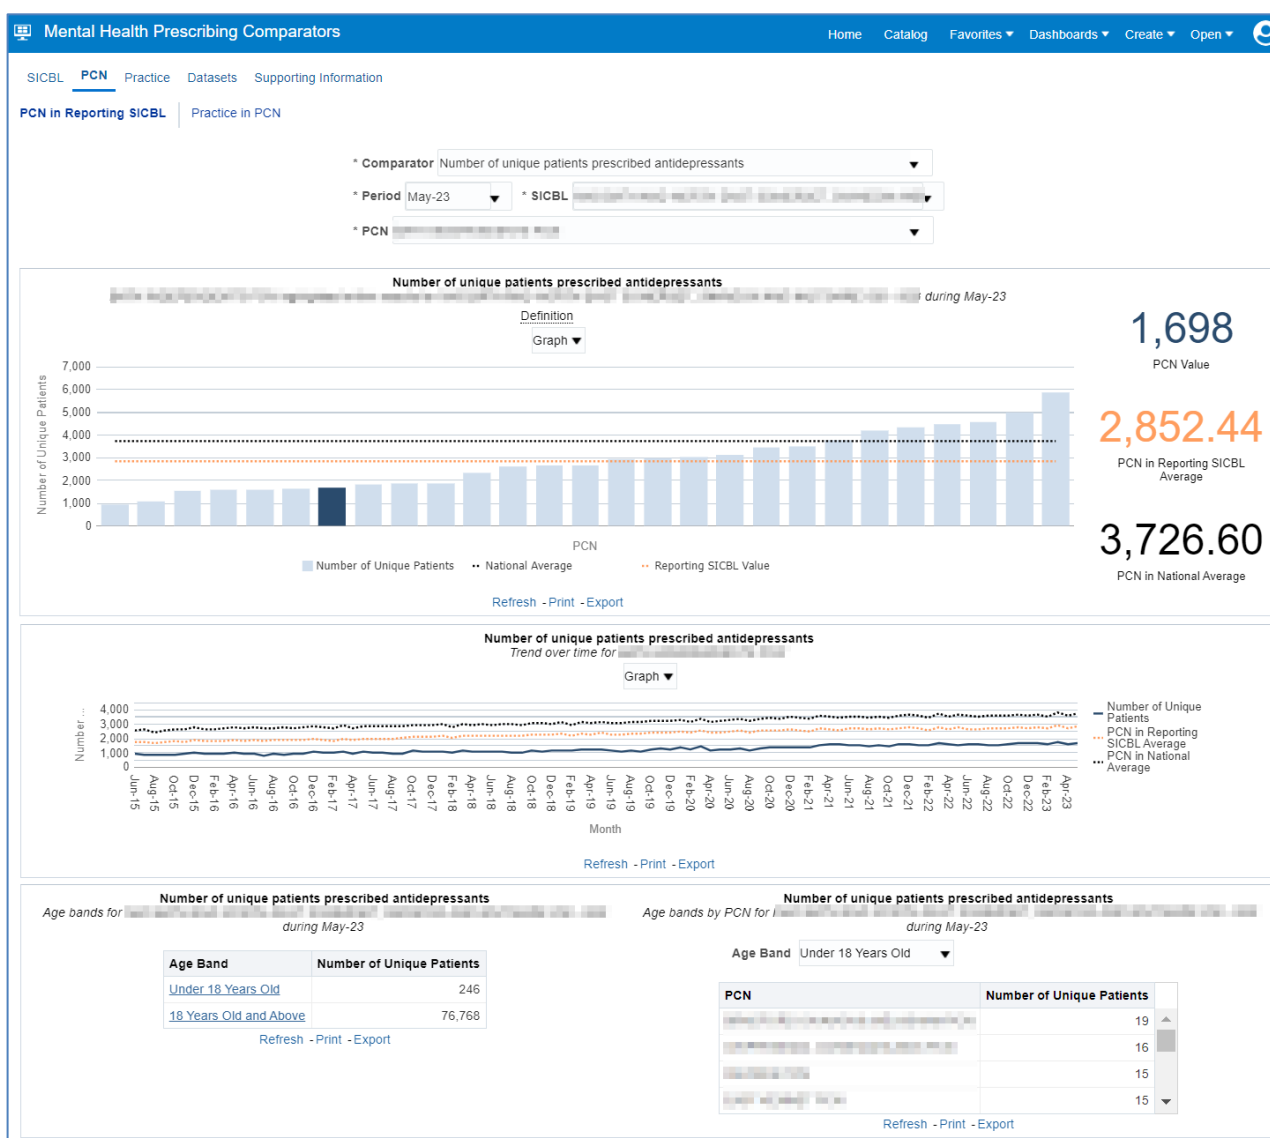 Mental Health Prescribing Comparators
Home Catalog Favorites Dashboards Create Open
SICBL PCN Practice Datasets Supporting Information
PCN in Reporting SICBL Practice in PCN
* Comparator Number of unique patients prescribed antidepressants
* Period May-23 * SICBL
* PCN
Number of unique patients prescribed antidepressants
during May-23
Definition
Graph
Number of Unique Patients
7,000
6,000
5,000
4,000
3,000
2,000
1,000
0
PCN
Number of Unique Patients National Average Reporting SICBL Value
Refresh - Print - Export
1,698
PCN Value
2,852.44
PCN in Reporting SICBL
Average
3,726.60
PCN in National Average
Number of unique patients prescribed antidepressants
Trend over time for
Graph
Number ...
4,000
3,000
2,000
1,000
0
Jun-15 Aug-15 Oct-15 Dec-15 Feb-16 Apr-16 Jun-16 Aug-16 Oct-16 Dec-16 Feb-17 Apr-17 Jun-17 Aug-17 Oct-17 Dec-17 Feb-18 Apr-18 Jun-18 Aug-18 Oct-18 Dec-18 Feb-19 Apr-19 Jun-19 Aug-19 Oct-19 Dec-19 Feb-20 Apr-20 Jun-20 Aug-20 Oct-20 Dec-20 Feb-21 Apr-21 Jun-21 Aug-21 Oct-21 Dec-21 Feb-22 Apr-22 Jun-22 Aug-22 Oct-22 Dec-22 Feb-23 Apr-23
Month
Number of Unique
Patients
PCN in Reporting
SICBL Average
PCN in National
Average
Refresh - Print - Export
Number of unique patients prescribed antidepressants
Age bands for
during May-23
Age Band Number of Unique Patients
Under 18 Years Old 246
18 Years Old and Above 76,768
Refresh - Print - Export
Number of unique patients prescribed antidepressants
Age bands by PCN for
during May-23
Age Band Under 18 Years Old
PCN Number of Unique Patients
19
16
15
15
Refresh - Print - Export